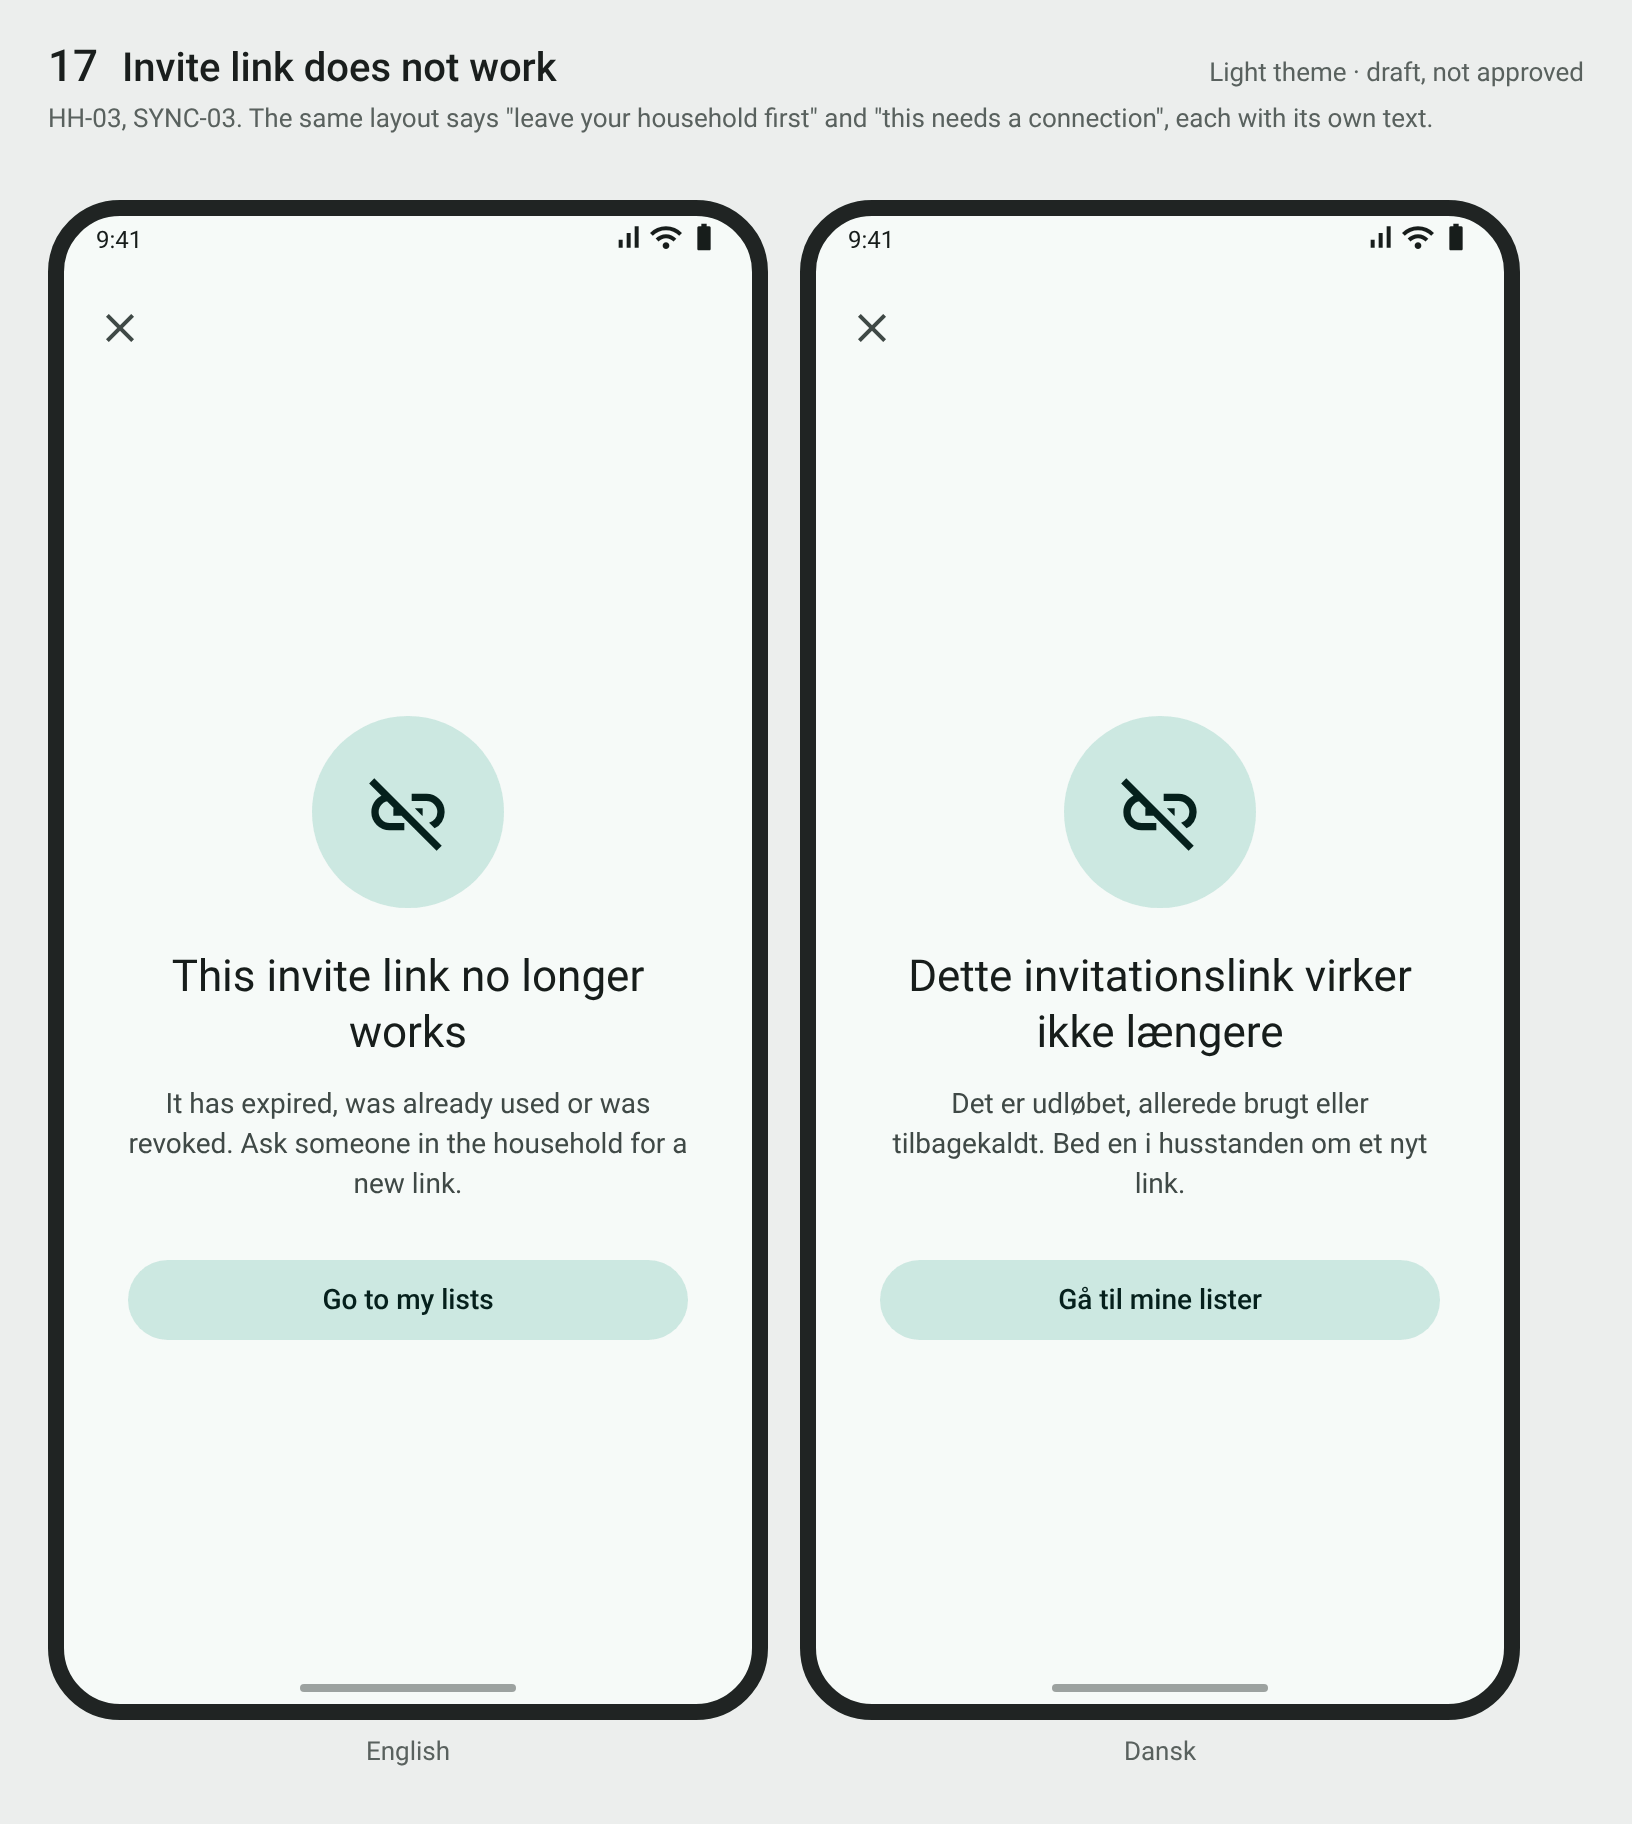 17 Invite link does not work
Light theme · draft, not approved
HH-03, SYNC-03. The same layout says "leave your household first" and "this needs a connection", each with its own text.
9:41
This invite link no longer
works
It has expired, was already used or was
revoked. Ask someone in the household for a
new link.
Go to my lists
English
9:41
Dette invitationslink virker
ikke længere
Det er udløbet, allerede brugt eller
tilbagekaldt. Bed en i husstanden om et nyt
link.
Gå til mine lister
Dansk